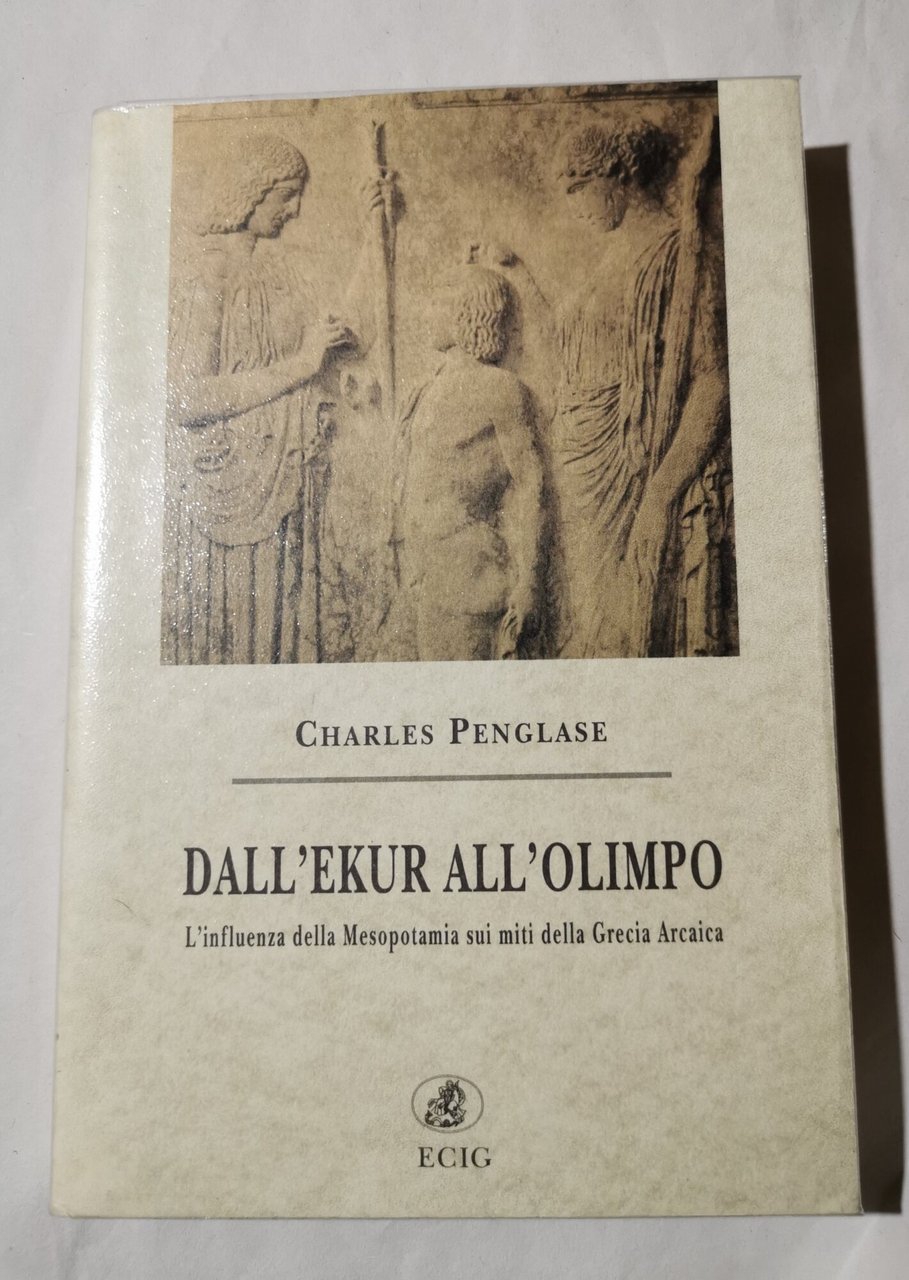 CHARLES PENGLASE
DALL'EKUR ALL'OLIMPO
L'influenza della Mesopotamia sui miti della Grecia Arcaica
ECIG